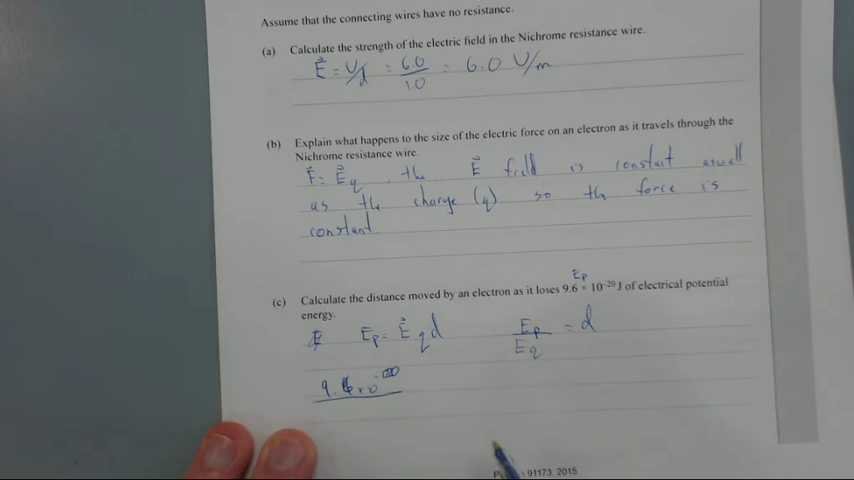 Assume that the connecting wires have no resistance.
(a) Calculate the strength of the electric field in the Nichrome resistance wire.
E⃗ = V/d = 6.0/10 = 6.0 V/m
(b) Explain what happens to the size of the electric force on an electron as it travels through the
Nichrome resistance wire.
F⃗ = E⃗q . the E⃗ field is constant aswell
as the charge (q) so the force is
constant
(c) Calculate the distance moved by an electron as it loses 9.6 × 10⁻²⁰ J of electrical potential
Ep
energy.
Ep = E⃗qd Ep/Eq = d
91173, 2015